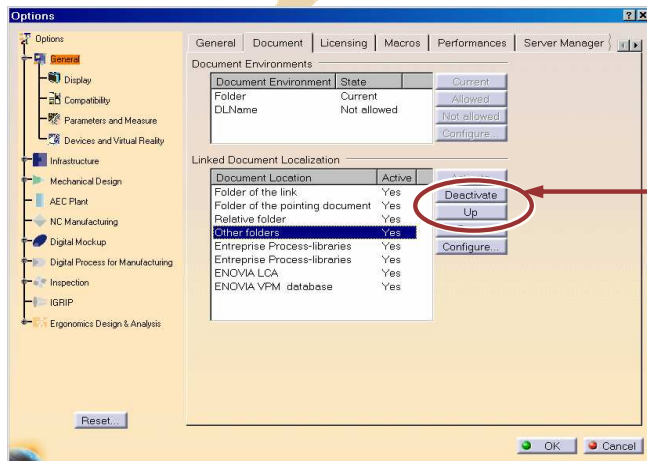 Options
Options
General
Display
Compatibility
Parameters and Measure
Devices and Virtual Reality
Infrastructure
Mechanical Design
AEC Plant
NC Manufacturing
Digital Mockup
Digital Process for Manufacturing
Inspection
IGRIP
Ergonomics Design & Analysis
Reset...
General Document Licensing Macros Performances Server Manager
Document Environments
Document Environment State
Folder Current
DLName Not allowed
Current
Allowed
Not allowed
Configure...
Linked Document Localization
Document Location Active
Folder of the link Yes
Folder of the pointing document Yes
Relative folder Yes
Other folders Yes
Entreprise Process-libraries Yes
Entreprise Process-libraries Yes
ENOVIA LCA Yes
ENOVIA VPM database Yes
Deactivate
Up
Configure...
OK Cancel